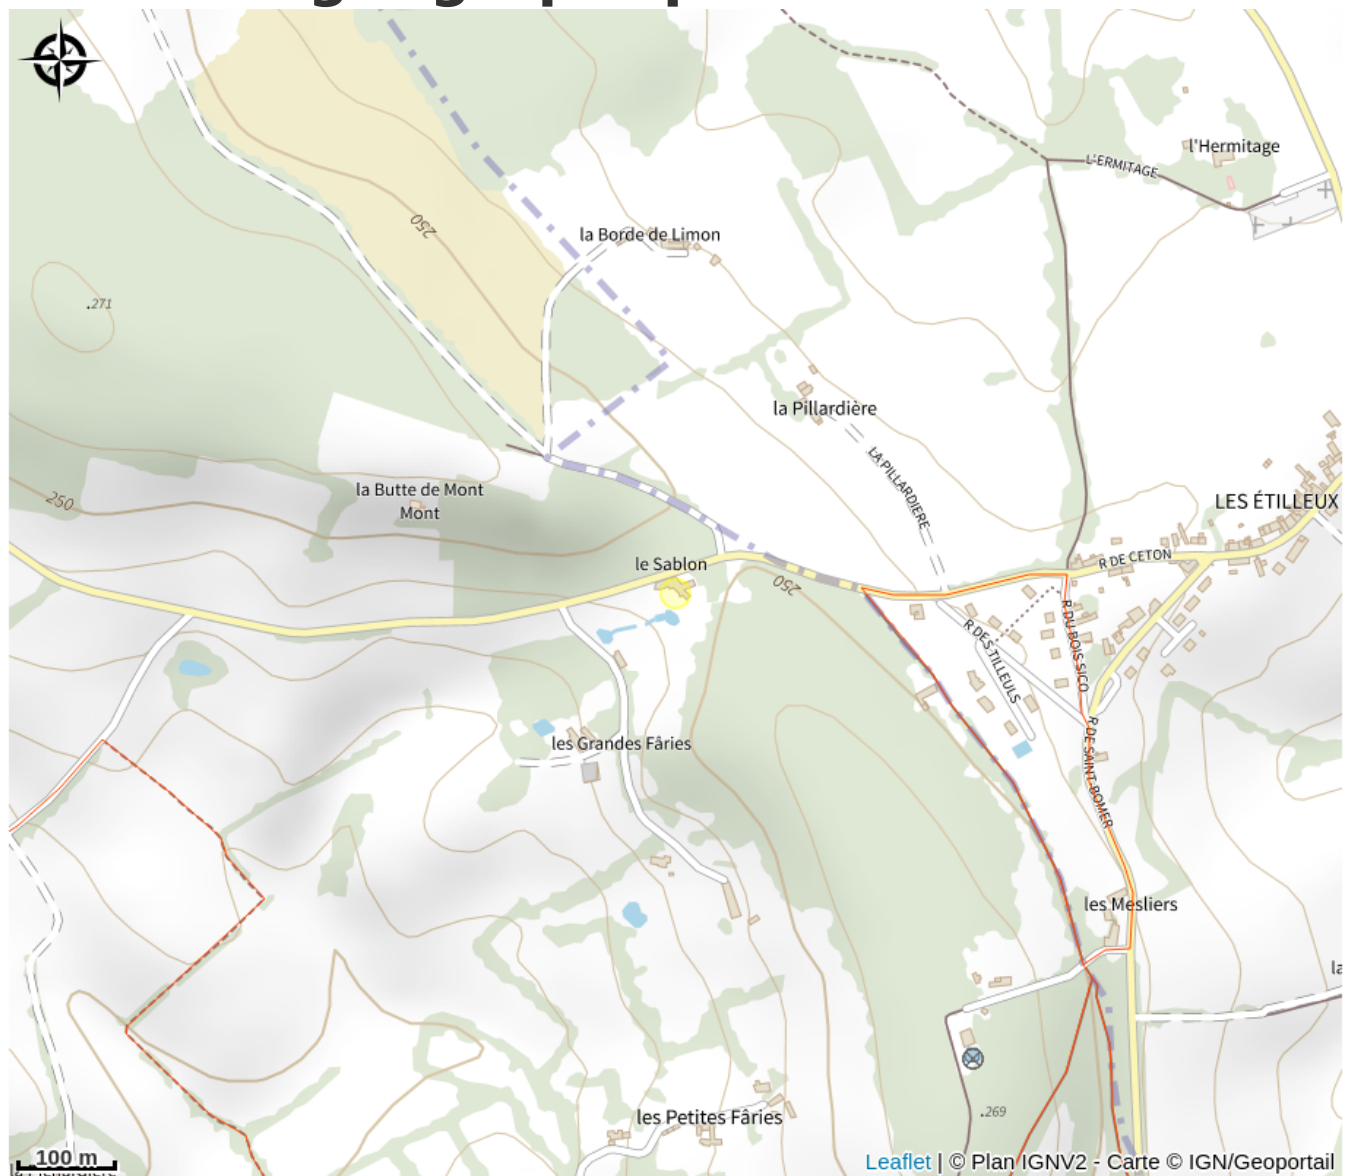 l'Hermitage
L'ERMITAGE
250
la Borde de Limon
.271
la Pillardière
LA PILLARDIERE
la Butte de Mont
Mont
250
LES ÉTILLEUX
R DE CETON
le Sablon
250
R DU BOIS SICO
R DES TILLEULS
les Grandes Fâries
R DE SAINT-BOMER
les Mesliers
la
.269
les Petites Fâries
100 m
Leaflet | © Plan IGNV2 - Carte © IGN/Geoportail